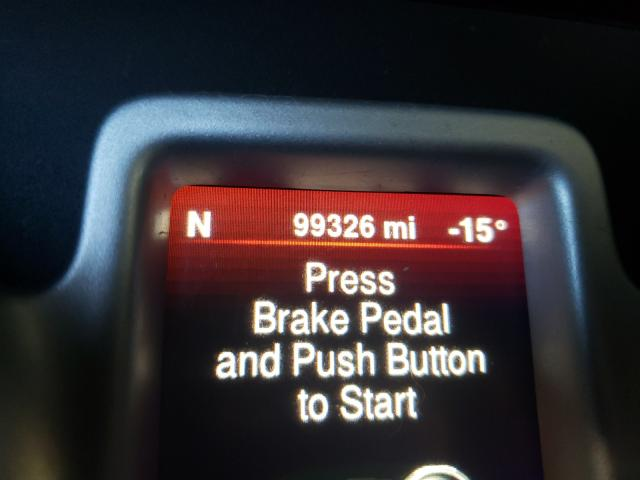 N 99326 mi -15°
Press
Brake Pedal
and Push Button
to Start